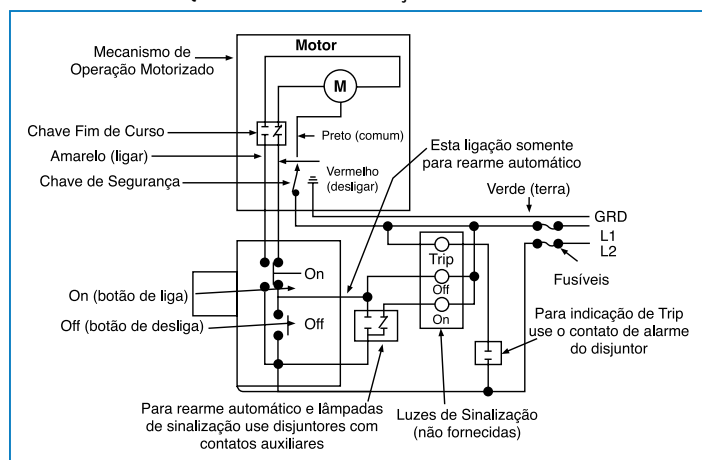 Motor
Mecanismo de
Operação Motorizado
M
Chave Fim de Curso
Preto (comum)
Amarelo (ligar)
Esta ligação somente
para rearme automático
Chave de Segurança
Vermelho
(desligar)
Verde (terra)
GRD
L1
L2
Trip
Fusíveis
On
Off
On (botão de liga)
On
Off (botão de desliga)
Off
Para indicação de Trip
use o contato de alarme
do disjuntor
Para rearme automático e lâmpadas
de sinalização use disjuntores com
contatos auxiliares
Luzes de Sinalização
(não fornecidas)